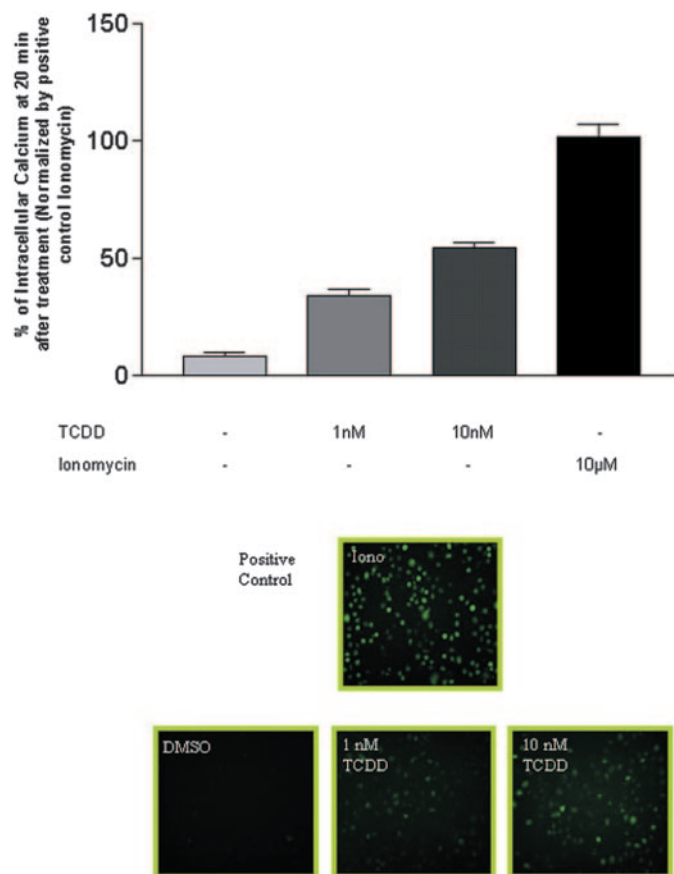 % of Intracellular Calcium at 20 min
after treatment (Normalized by positive
control Ionomycin)
150
100
50
0
TCDD - 1nM 10nM -
Ionomycin - - - 10µM
Positive
Control
Iono
DMSO
1 nM
TCDD
10 nM
TCDD